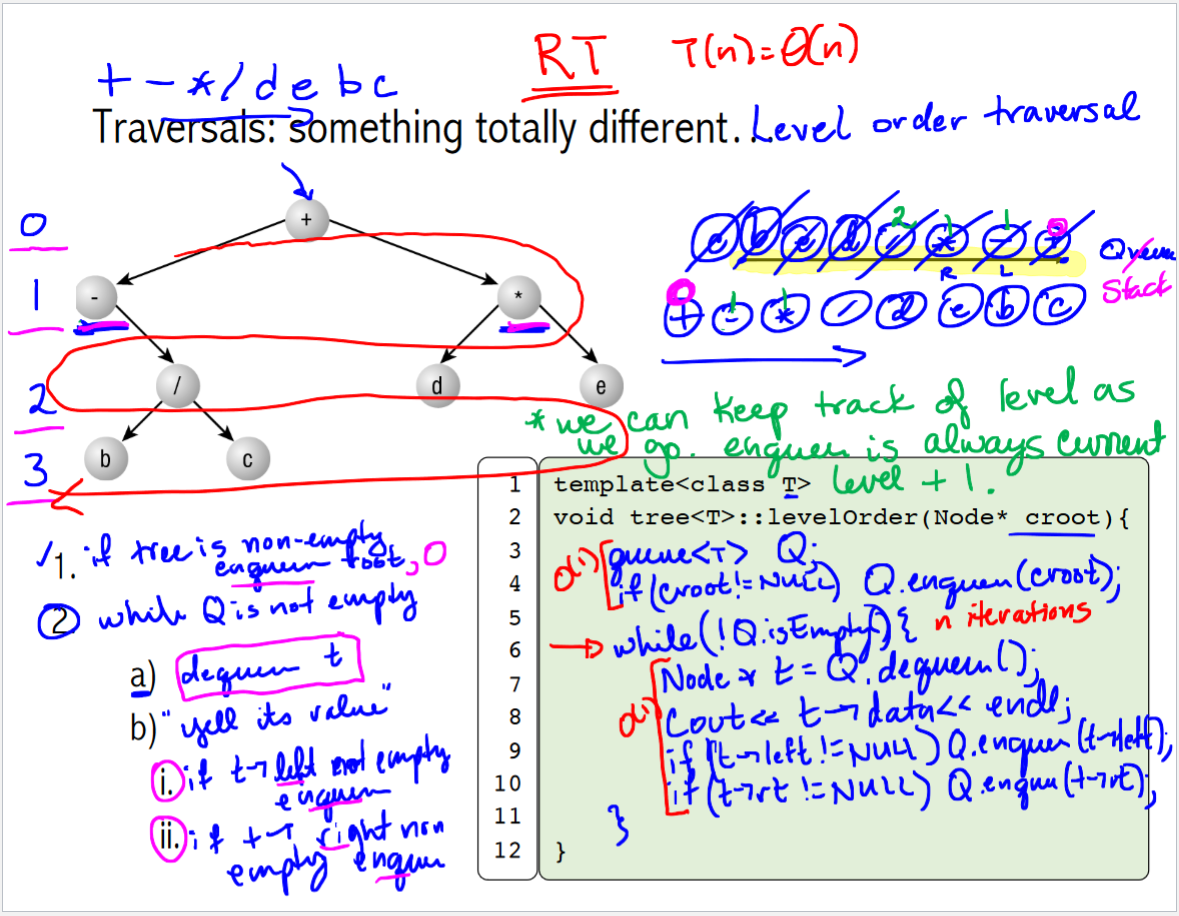 RT T(n)=Θ(n)
+ - * / d e b c
Traversals: something totally different. Level order traversal
0
1
2
3
+
-
*
/
d
e
b
c
c b e d / * - +
2 1 1 0
R L
Queue
Stack
0 1 1
+ - * / d e b c
* we can keep track of level as
we go. enqueue is always current
level + 1.
1. if tree is non-empty
enqueue root, 0
2 while Q is not empty
a) dequeue t
b) "yell its value"
i. if t→left not empty
enqueue
ii. if t→right non
empty enqueue
1 template<class T>
2 void tree<T>::levelOrder(Node* croot){
3 O(1) queue<T> Q;
4 if(croot!=NULL) Q.enqueue(croot);
5 n iterations
6 while(!Q.isEmpty){
7 Node * t = Q.dequeue();
8 O(1) cout<< t→data<< endl;
9 if(t→left !=NULL) Q.enqueue(t→left);
10 if(t→rt !=NULL) Q.enqueue(t→rt);
11 }
12 }